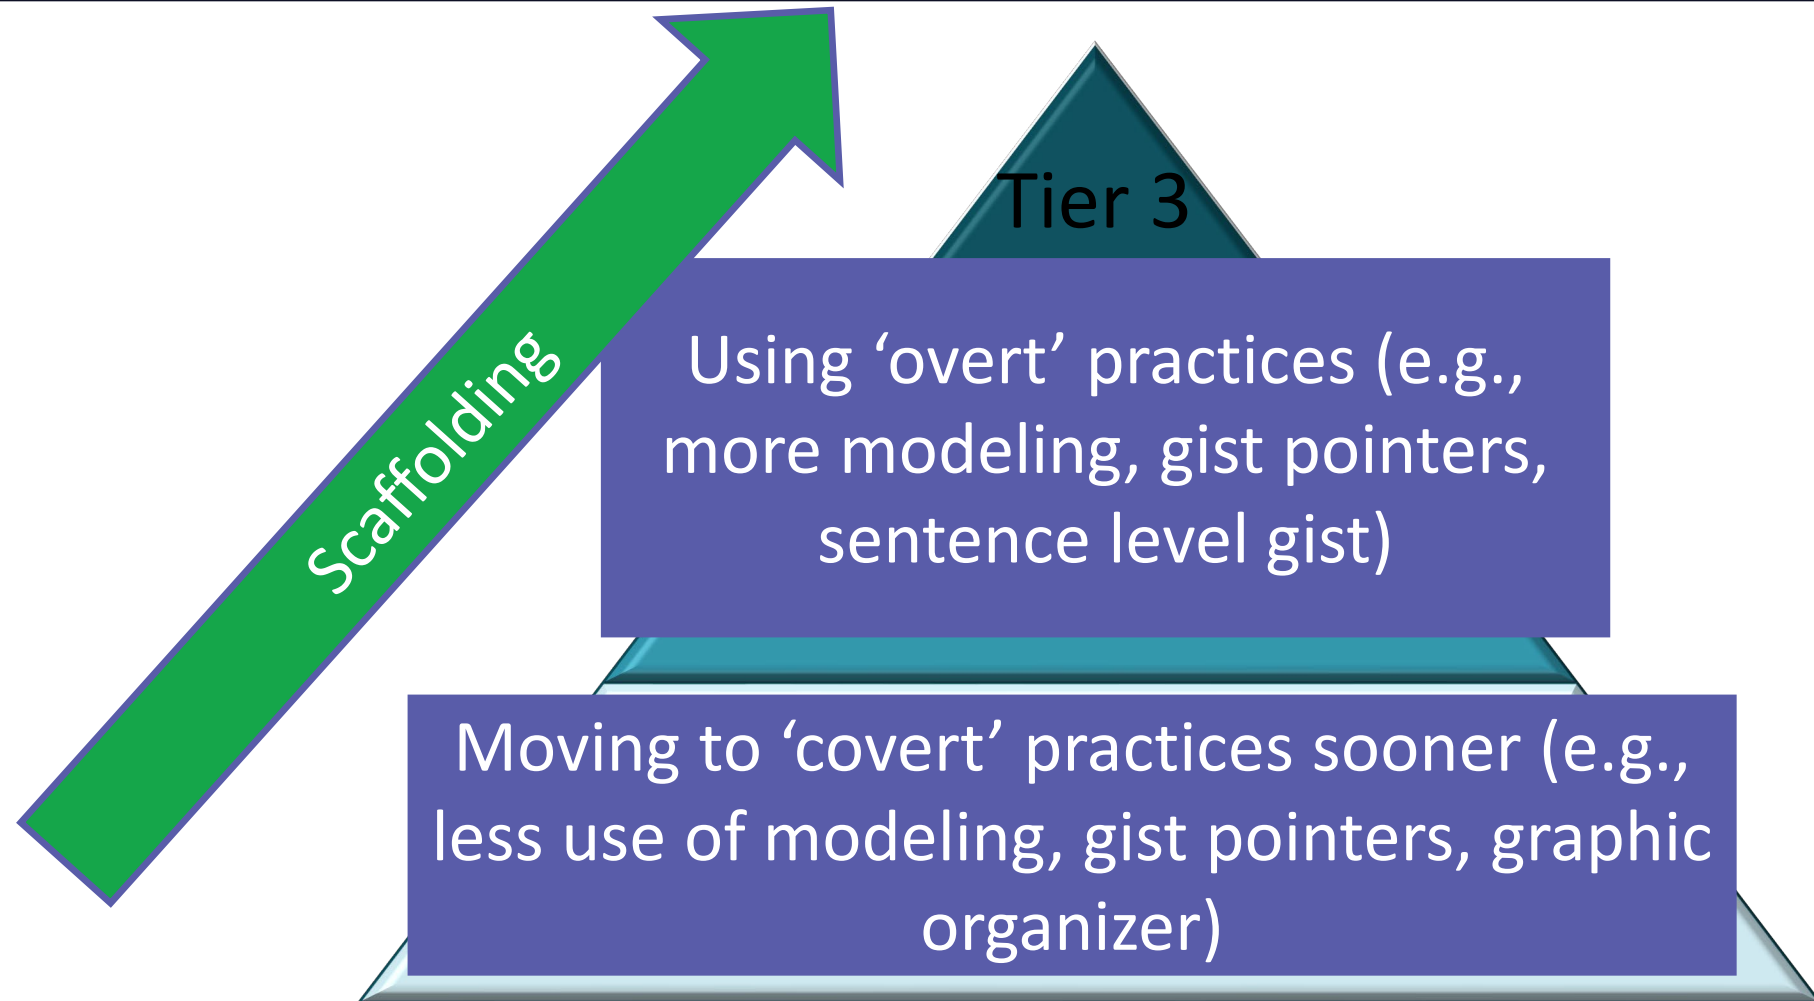 Tier 3
Scaffolding
Using ‘overt’ practices (e.g.,
more modeling, gist pointers,
sentence level gist)
Moving to ‘covert’ practices sooner (e.g.,
less use of modeling, gist pointers, graphic
organizer)